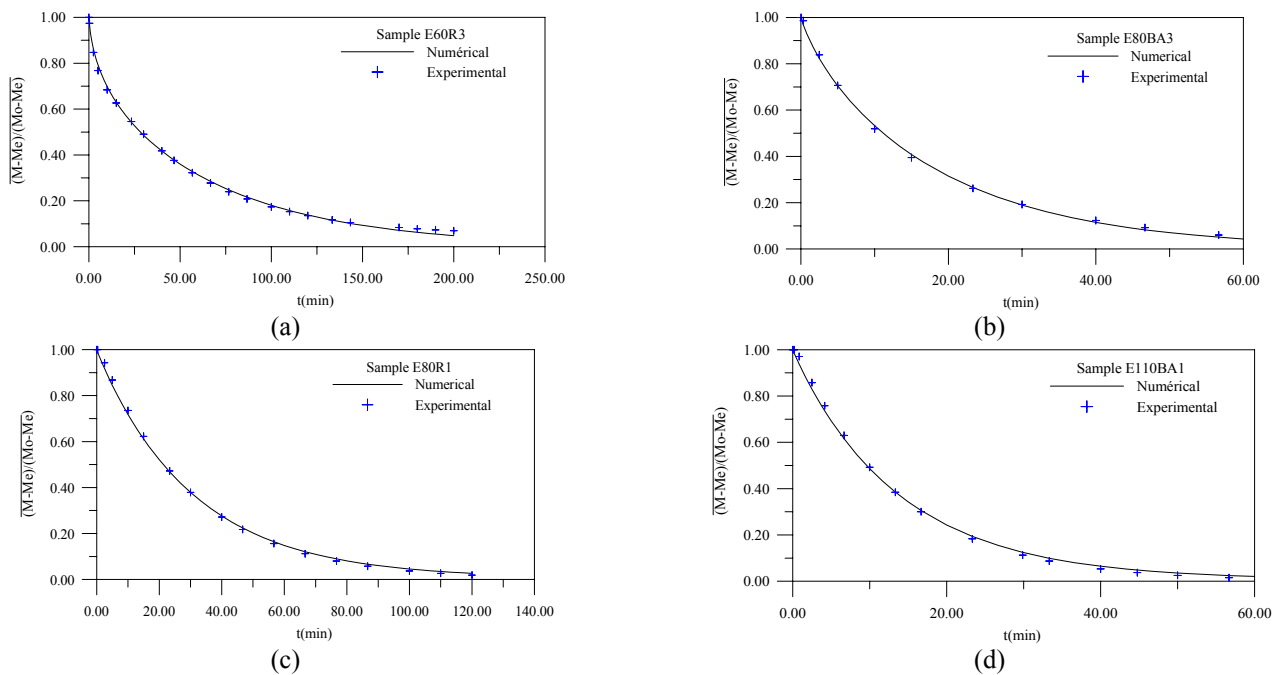 1.00
0.80
0.60
0.40
0.20
0.00
(M-Me)/(Mo-Me)
Sample E60R3
Numérical
Experimental
0.00 50.00 100.00 150.00 200.00 250.00
t(min)
(a)
1.00
0.80
0.60
0.40
0.20
0.00
(M-Me)/(Mo-Me)
Sample E80BA3
Numerical
Experimental
0.00 20.00 40.00 60.00
t(min)
(b)
1.00
0.80
0.60
0.40
0.20
0.00
(M-Me)/(Mo-Me)
Sample E80R1
Numerical
Experimental
0.00 20.00 40.00 60.00 80.00 100.00 120.00 140.00
t(min)
(c)
1.00
0.80
0.60
0.40
0.20
0.00
(M-Me)/(Mo-Me)
Sample E110BA1
Numérical
Experimental
0.00 20.00 40.00 60.00
t(min)
(d)